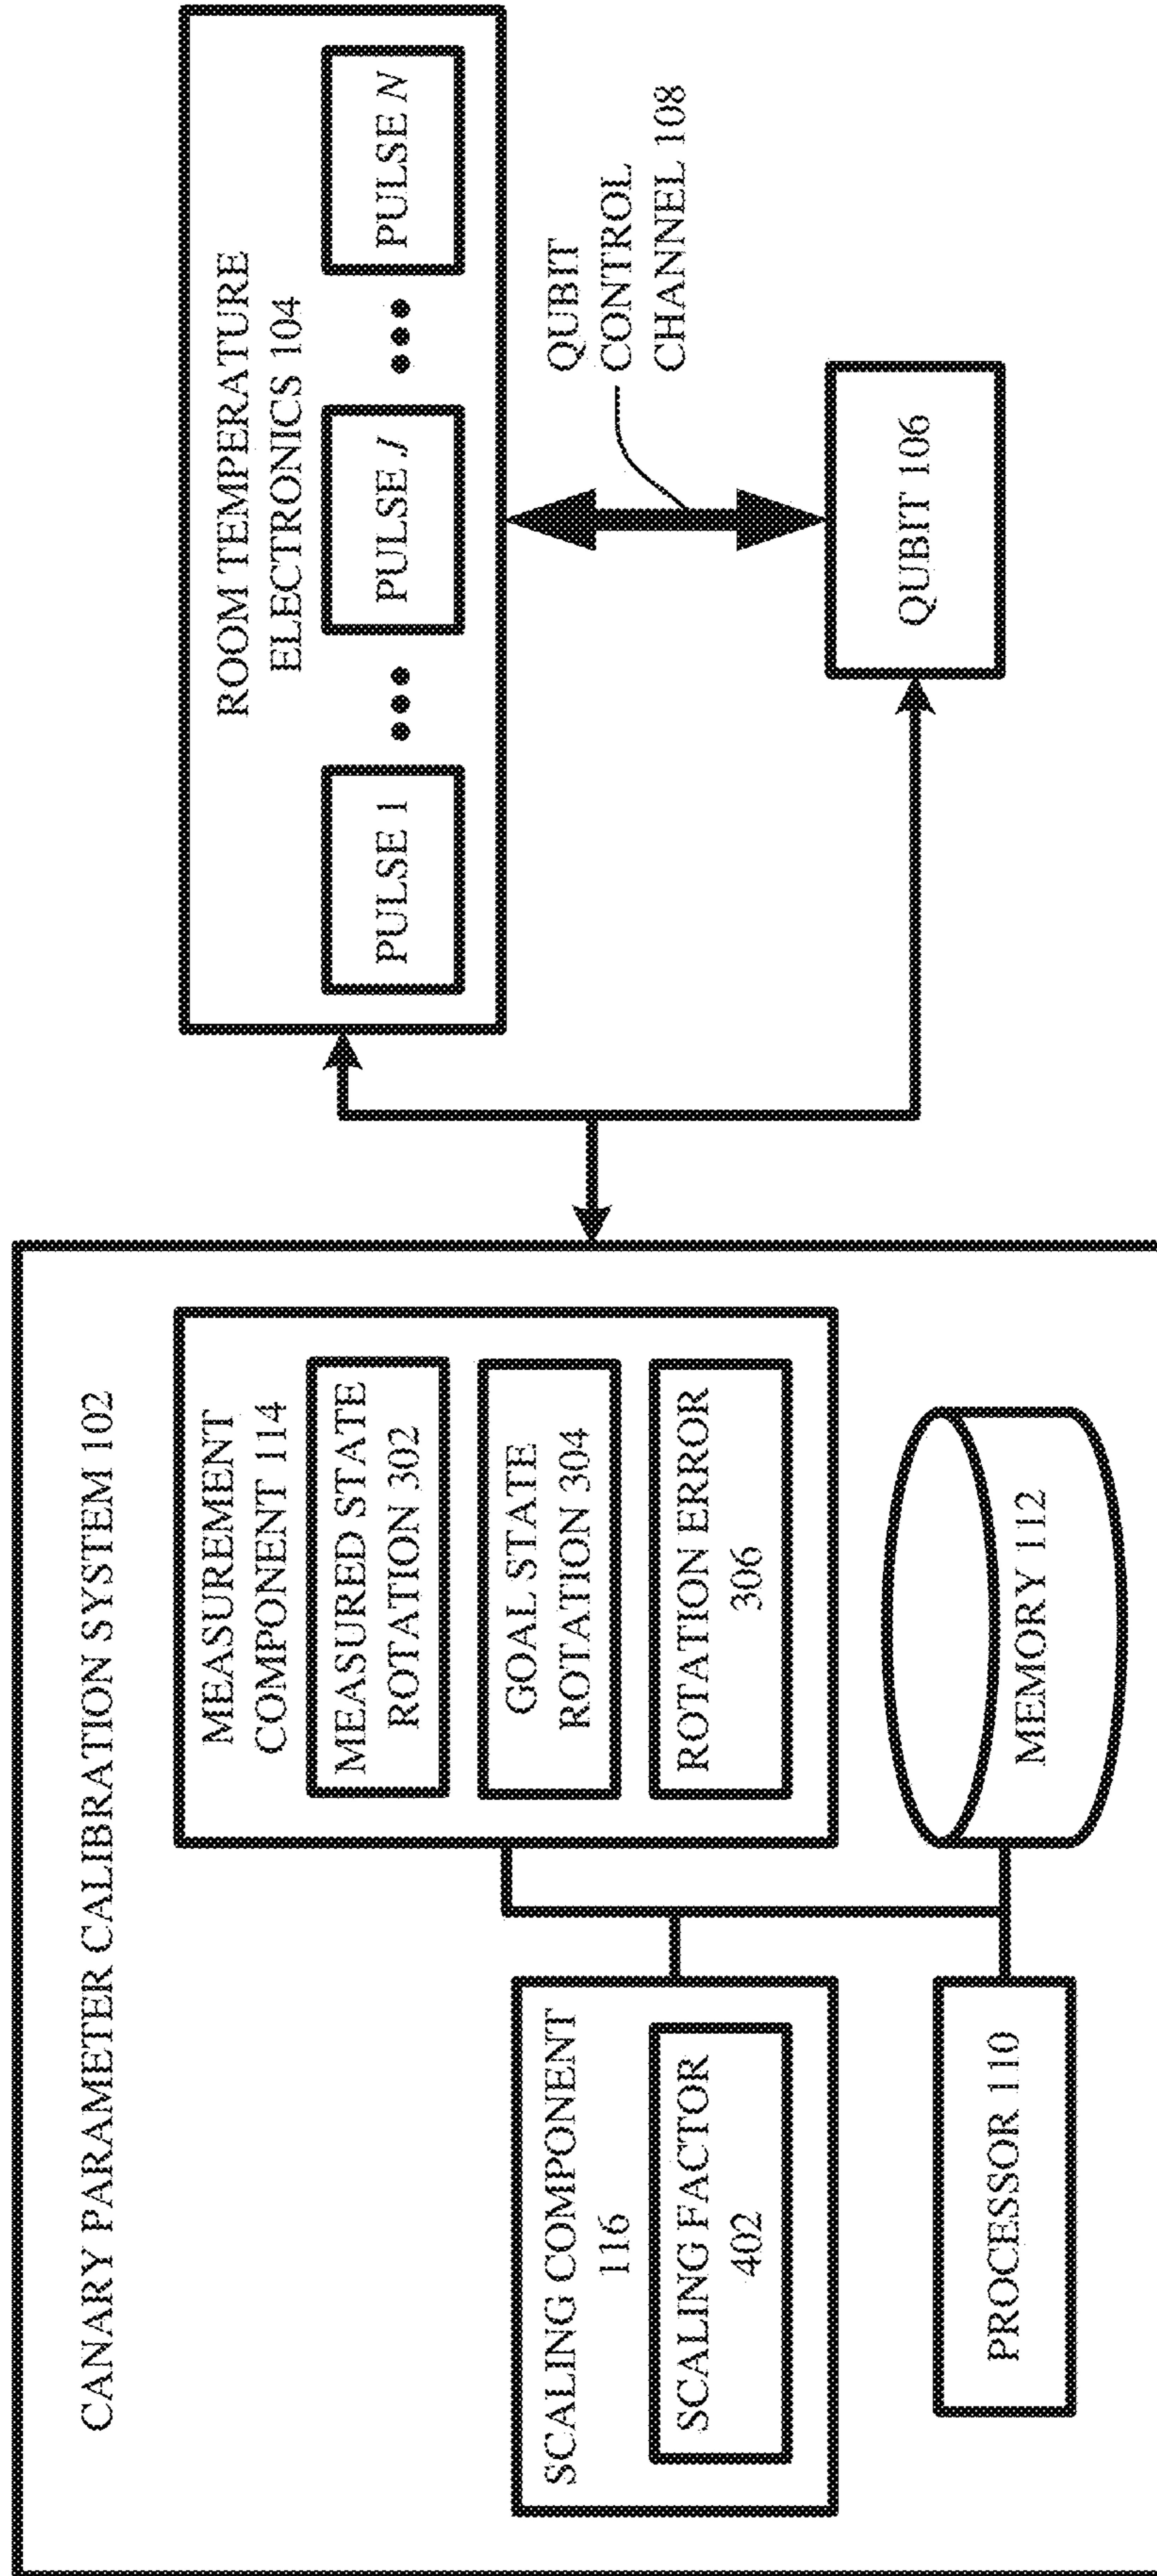 CANARY PARAMETER CALIBRATION SYSTEM 102
MEASUREMENT
COMPONENT 114
MEASURED STATE
ROTATION 302
GOAL STATE
ROTATION 304
ROTATION ERROR
306
SCALING COMPONENT
116
SCALING FACTOR
402
PROCESSOR 110
MEMORY 112
ROOM TEMPERATURE
ELECTRONICS 104
PULSE 1
•••
PULSE J
•••
PULSE N
QUBIT
CONTROL
CHANNEL 108
QUBIT 106